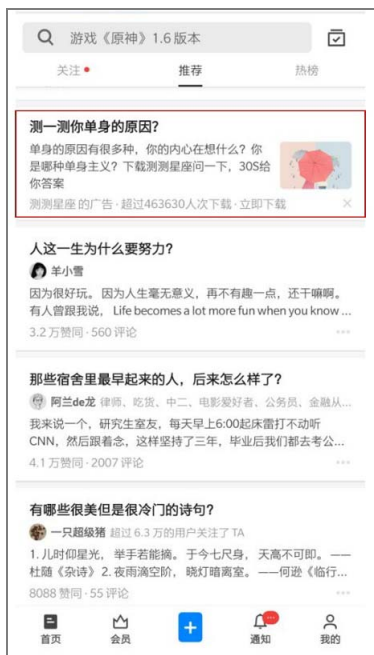 游戏《原神》1.6版本
关注 推荐 热榜
测一测你单身的原因？
单身的原因有很多种，你的内心在想什么？你
是哪种单身主义？下载测测星座问一下，30S给
你答案
测测星座 的广告·超过463630人次下载·立即下载
人这一生为什么要努力？
羊小雪
因为很好玩。 因为人生毫无意义，再不有趣一点，还干嘛啊。
有人曾跟我说， Life becomes a lot more fun when you know ...
3.2 万赞同·560 评论
那些宿舍里最早起来的人，后来怎么样了？
阿兰de龙 律师、吃货、中二、电影爱好者、公务员、金融从...
我来说一个，研究生室友，每天早上6:00起床雷打不动听
CNN，然后跟着念，这样坚持了三年，毕业后我们都去考公...
4.1 万赞同·2007 评论
有哪些很美但是很冷门的诗句？
一只超级猪 超过 6.3 万的用户关注了 TA
1. 儿时仰星光， 举手若能摘。 于今七尺身， 天高不可即。 ——
杜随《杂诗》 2. 夜雨滴空阶， 晓灯暗离室。 ——何逊《临行...
8088 赞同·55 评论
首页 会员 通知 我的